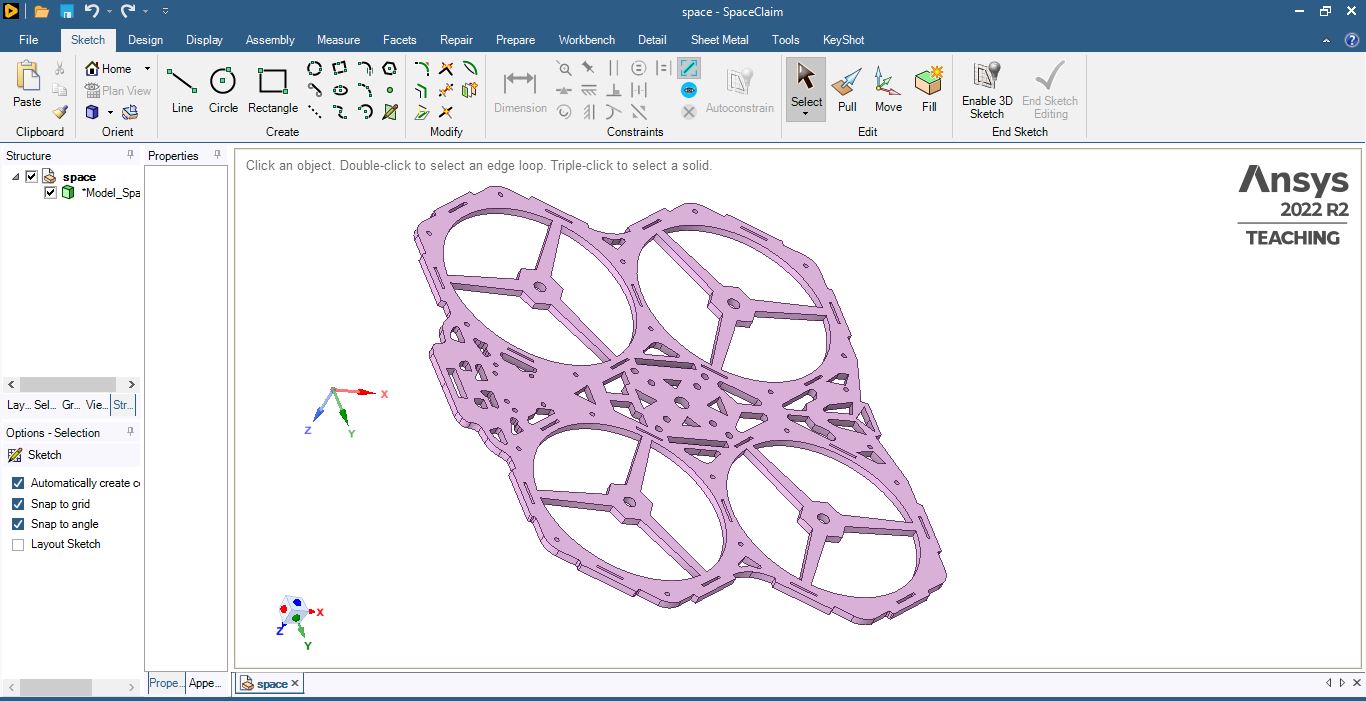 space - SpaceClaim
File Sketch Design Display Assembly Measure Facets Repair Prepare Workbench Detail Sheet Metal Tools KeyShot
Home
Plan View
Paste
Line Circle Rectangle
Dimension
Autoconstrain
Select Pull Move Fill
Enable 3D Sketch
End Sketch Editing
Clipboard Orient Create Modify Constraints Edit End Sketch
Structure
Properties
space
*Model_Spa
Click an object. Double-click to select an edge loop. Triple-click to select a solid.
Ansys
2022 R2
TEACHING
X
Z
Y
Lay... Sel... Gr... Vie... Str...
Options - Selection
Sketch
Automatically create c
Snap to grid
Snap to angle
Layout Sketch
X
Z
Y
Prope... Appe...
space